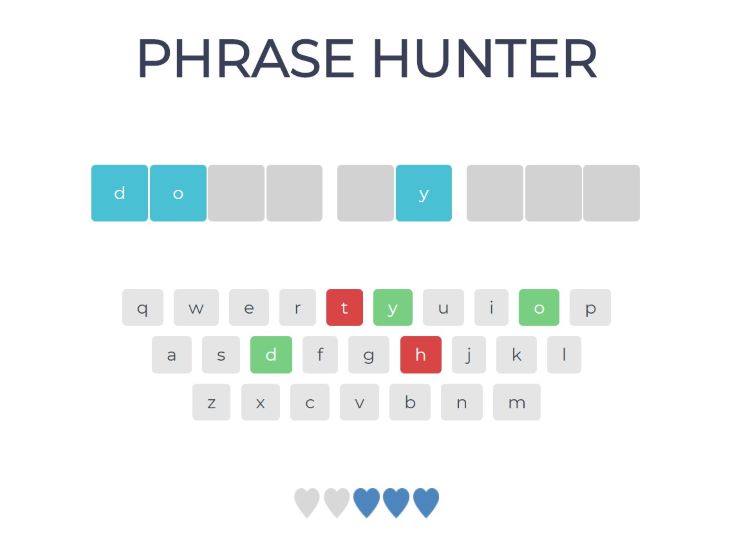 PHRASE HUNTER
d o y
q w e r t y u i o p
a s d f g h j k l
z x c v b n m